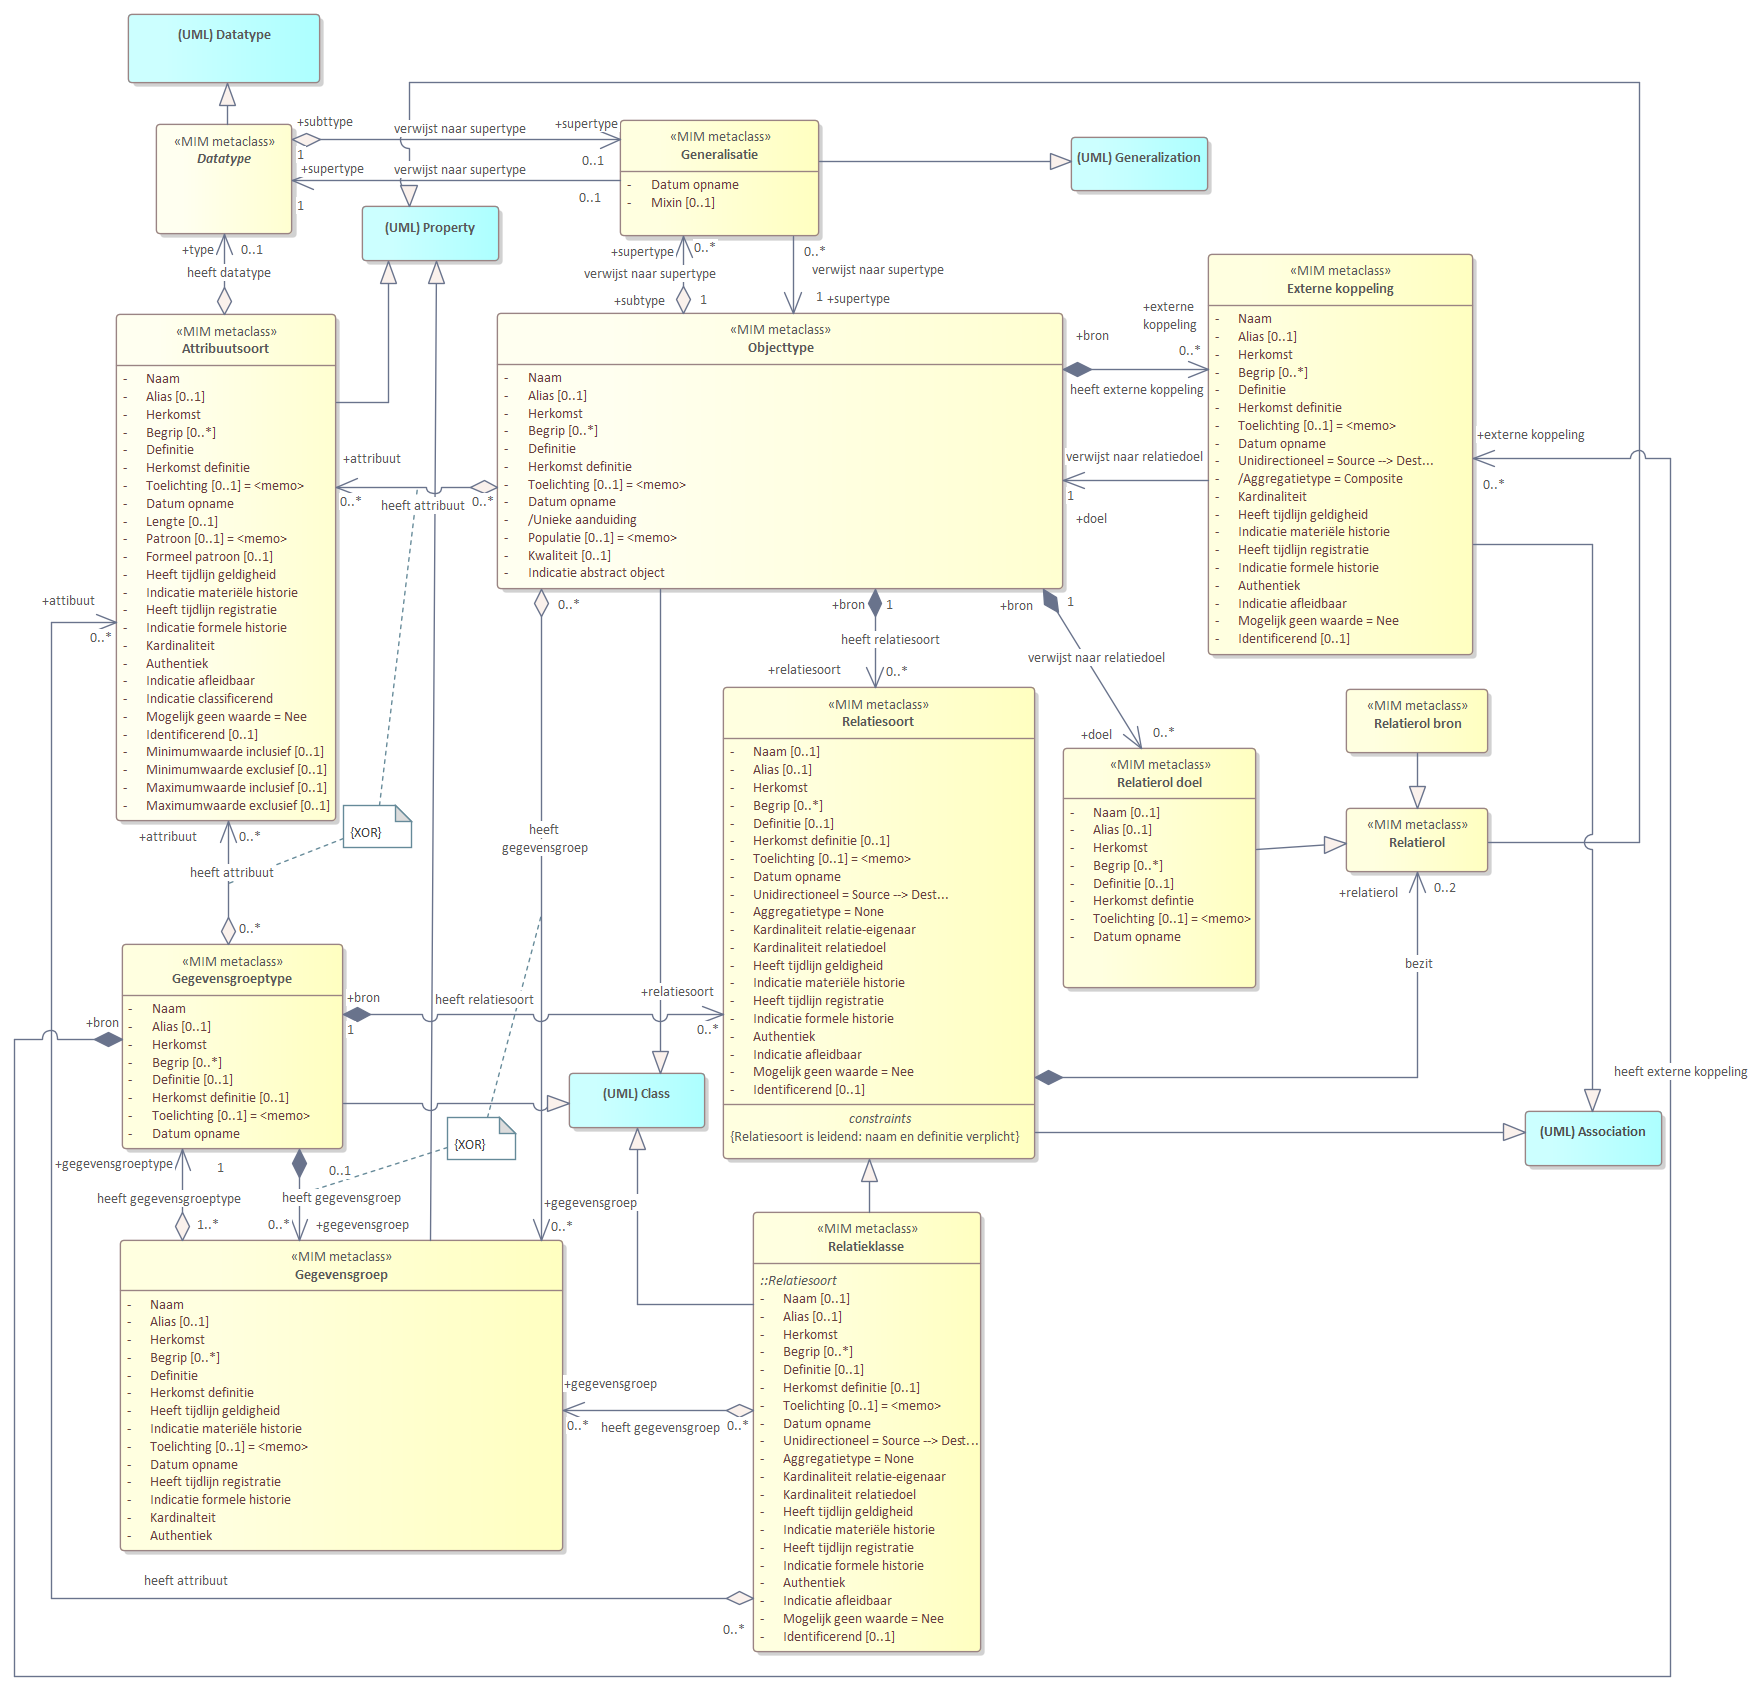 (UML) Datatype
«MIM metaclass»
Datatype
+subttype
1
verwijst naar supertype
+supertype
0..1
+supertype
1
verwijst naar supertype
0..1
«MIM metaclass»
Generalisatie
- Datum opname
- Mixin [0..1]
(UML) Generalization
(UML) Property
+type
0..1
heeft datatype
+supertype
0..*
verwijst naar supertype
+subtype
1
0..*
verwijst naar supertype
1
+supertype
«MIM metaclass»
Attribuutsoort
- Naam
- Alias [0..1]
- Herkomst
- Begrip [0..*]
- Definitie
- Herkomst definitie
- Toelichting [0..1] = <memo>
- Datum opname
- Lengte [0..1]
- Patroon [0..1] = <memo>
- Formeel patroon [0..1]
- Heeft tijdlijn geldigheid
- Indicatie materiële historie
- Heeft tijdlijn registratie
- Indicatie formele historie
- Kardinaliteit
- Authentiek
- Indicatie afleidbaar
- Indicatie classificerend
- Mogelijk geen waarde = Nee
- Identificerend [0..1]
- Minimumwaarde inclusief [0..1]
- Minimumwaarde exclusief [0..1]
- Maximumwaarde inclusief [0..1]
- Maximumwaarde exclusief [0..1]
+attribuut
0..*
heeft attribuut
0..*
«MIM metaclass»
Objecttype
- Naam
- Alias [0..1]
- Herkomst
- Begrip [0..*]
- Definitie
- Herkomst definitie
- Toelichting [0..1] = <memo>
- Datum opname
- /Unieke aanduiding
- Populatie [0..1] = <memo>
- Kwaliteit [0..1]
- Indicatie abstract object
+bron
+externe
koppeling
0..*
heeft externe koppeling
verwijst naar relatiedoel
1
+doel
«MIM metaclass»
Externe koppeling
- Naam
- Alias [0..1]
- Herkomst
- Begrip [0..*]
- Definitie
- Herkomst definitie
- Toelichting [0..1] = <memo>
- Datum opname
- Unidirectioneel = Source --> Dest...
- /Aggregatietype = Composite
- Kardinaliteit
- Heeft tijdlijn geldigheid
- Indicatie materiële historie
- Heeft tijdlijn registratie
- Indicatie formele historie
- Authentiek
- Indicatie afleidbaar
- Mogelijk geen waarde = Nee
- Identificerend [0..1]
+externe koppeling
0..*
+attibuut
0..*
0..*
+bron
1
heeft relatiesoort
+relatiesoort
0..*
+bron
1
verwijst naar relatiedoel
+doel
0..*
{XOR}
heeft
gegevensgroep
«MIM metaclass»
Relatiesoort
- Naam [0..1]
- Alias [0..1]
- Herkomst
- Begrip [0..*]
- Definitie [0..1]
- Herkomst definitie [0..1]
- Toelichting [0..1] = <memo>
- Datum opname
- Unidirectioneel = Source --> Dest...
- Aggregatietype = None
- Kardinaliteit relatie-eigenaar
- Kardinaliteit relatiedoel
- Heeft tijdlijn geldigheid
- Indicatie materiële historie
- Heeft tijdlijn registratie
- Indicatie formele historie
- Authentiek
- Indicatie afleidbaar
- Mogelijk geen waarde = Nee
- Identificerend [0..1]
constraints
{Relatiesoort is leidend: naam en definitie verplicht}
«MIM metaclass»
Relatierol doel
- Naam [0..1]
- Alias [0..1]
- Herkomst
- Begrip [0..*]
- Definitie [0..1]
- Herkomst defintie
- Toelichting [0..1] = <memo>
- Datum opname
«MIM metaclass»
Relatierol bron
«MIM metaclass»
Relatierol
+relatierol
0..2
bezit
+attribuut
0..*
heeft attribuut
0..*
«MIM metaclass»
Gegevensgroeptype
- Naam
- Alias [0..1]
- Herkomst
- Begrip [0..*]
- Definitie [0..1]
- Herkomst definitie [0..1]
- Toelichting [0..1] = <memo>
- Datum opname
+bron
+bron
1
heeft relatiesoort
+relatiesoort
0..*
heeft externe koppeling
(UML) Class
{XOR}
(UML) Association
+gegevensgroeptype
1
heeft gegevensgroeptype
1..*
0..1
heeft gegevensgroep
0..*
+gegevensgroep
+gegevensgroep
0..*
«MIM metaclass»
Gegevensgroep
- Naam
- Alias [0..1]
- Herkomst
- Begrip [0..*]
- Definitie
- Herkomst definitie
- Heeft tijdlijn geldigheid
- Indicatie materiële historie
- Toelichting [0..1] = <memo>
- Datum opname
- Heeft tijdlijn registratie
- Indicatie formele historie
- Kardinalteit
- Authentiek
+gegevensgroep
0..*
heeft gegevensgroep
0..*
«MIM metaclass»
Relatieklasse
::Relatiesoort
- Naam [0..1]
- Alias [0..1]
- Herkomst
- Begrip [0..*]
- Definitie [0..1]
- Herkomst definitie [0..1]
- Toelichting [0..1] = <memo>
- Datum opname
- Unidirectioneel = Source --> Dest...
- Aggregatietype = None
- Kardinaliteit relatie-eigenaar
- Kardinaliteit relatiedoel
- Heeft tijdlijn geldigheid
- Indicatie materiële historie
- Heeft tijdlijn registratie
- Indicatie formele historie
- Authentiek
- Indicatie afleidbaar
- Mogelijk geen waarde = Nee
- Identificerend [0..1]
heeft attribuut
0..*